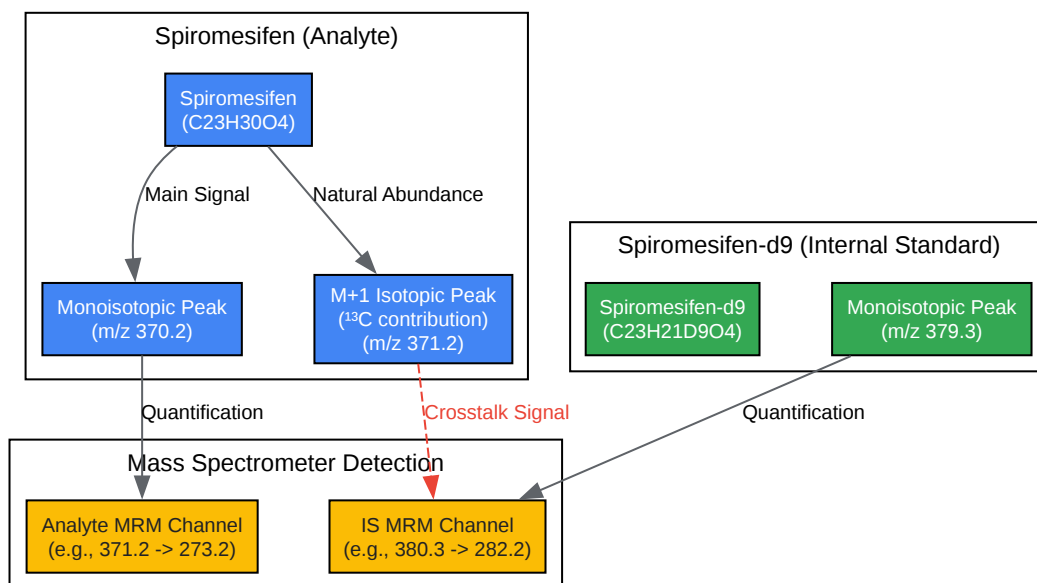 Spiromesifen (Analyte)
Spiromesifen
(C23H30O4)
Main Signal
Natural Abundance
Monoisotopic Peak
(m/z 370.2)
M+1 Isotopic Peak
(¹³C contribution)
(m/z 371.2)
Spiromesifen-d9 (Internal Standard)
Spiromesifen-d9
(C23H21D9O4)
Monoisotopic Peak
(m/z 379.3)
Quantification
Crosstalk Signal
Quantification
Mass Spectrometer Detection
Analyte MRM Channel
(e.g., 371.2 -> 273.2)
IS MRM Channel
(e.g., 380.3 -> 282.2)